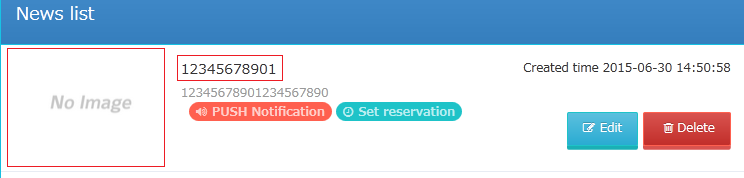 News list
No Image
12345678901
Created time 2015-06-30 14:50:58
12345678901234567890
PUSH Notification
Set reservation
Edit
Delete